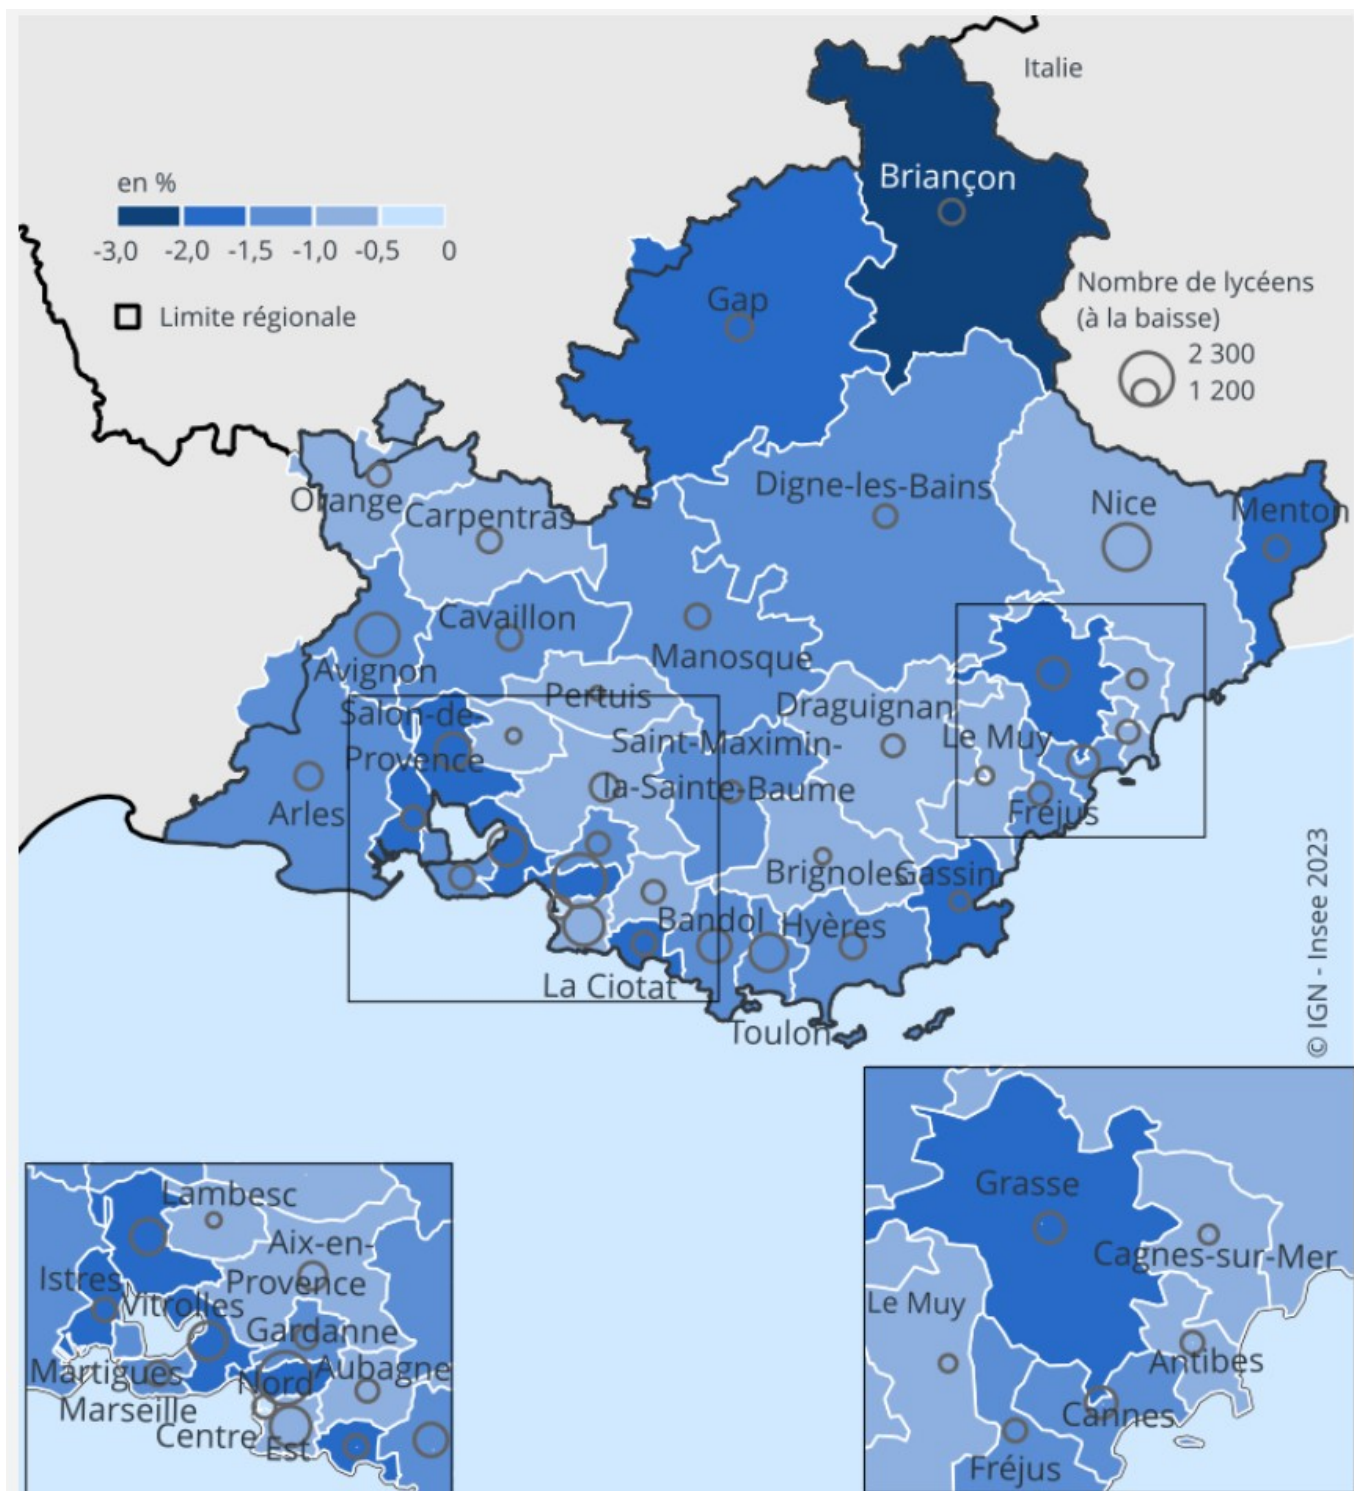 Italie
en %
-3,0 -2,0 -1,5 -1,0 -0,5 0
Limite régionale
Briançon
Nombre de lycéens
(à la baisse)
2 300
1 200
Gap
Orange
Carpentras
Digne-les-Bains
Nice
Menton
Cavaillon
Avignon
Manosque
Pertuis
Salon-de-
Provence
Draguignan
Le Muy
Saint-Maximin-
la-Sainte-Baume
Arles
Fréjus
Brignoles
Gassin
Bandol
Hyères
La Ciotat
Toulon
© IGN - Insee 2023
Lambesc
Aix-en-
Provence
Istres
Vitrolles
Gardanne
Martigues
Nord
Aubagne
Marseille
Centre
Est
Grasse
Cagnes-sur-Mer
Le Muy
Antibes
Cannes
Fréjus